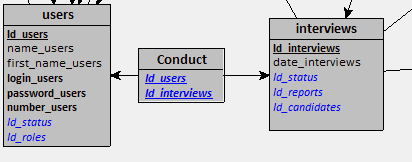 users
Id_users
name_users
first_name_users
login_users
password_users
number_users
Id_status
Id_roles
Conduct
Id_users
Id_interviews
interviews
Id_interviews
date_interviews
Id_status
Id_reports
Id_candidates